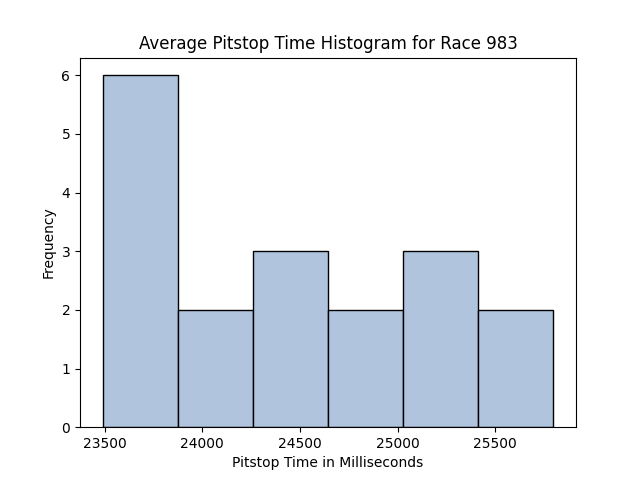 Average Pitstop Time Histogram for Race 983
6
5
4
3
2
1
0
Frequency
23500 24000 24500 25000 25500
Pitstop Time in Milliseconds